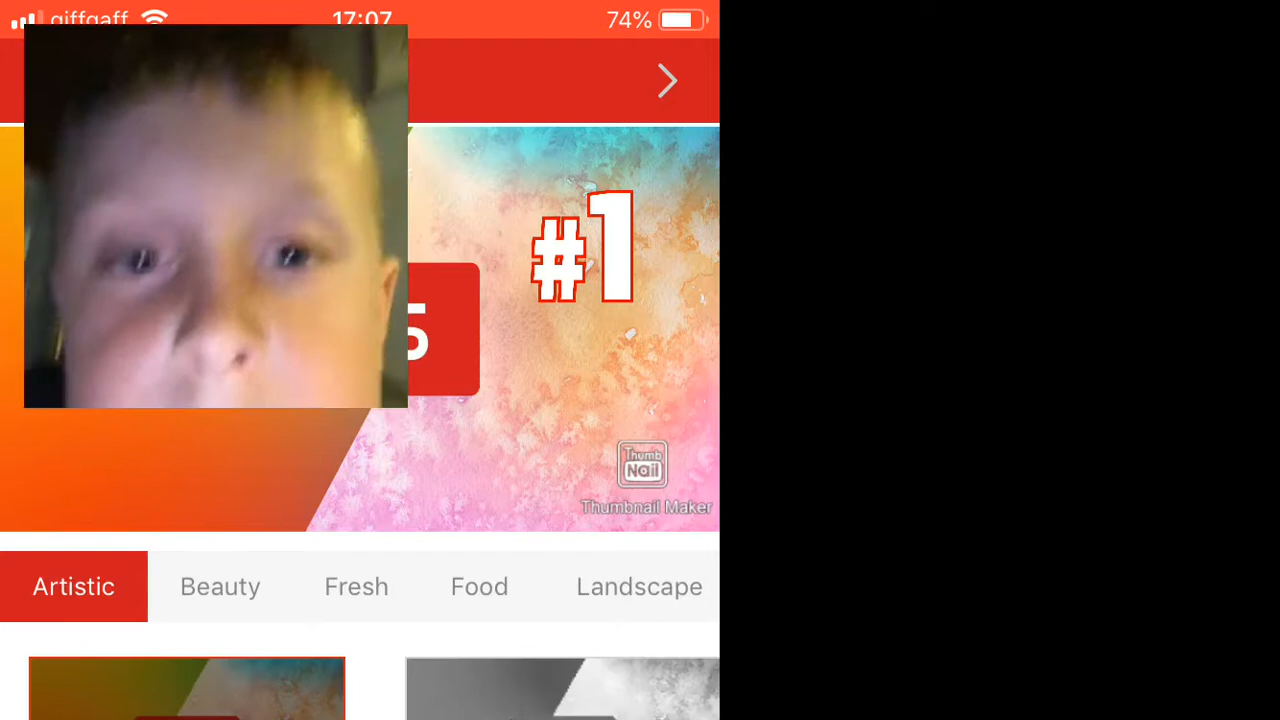 giffgaff 17:07 74%
#1
5
Thumb
Nail
Thumbnail Maker
Artistic Beauty Fresh Food Landscape